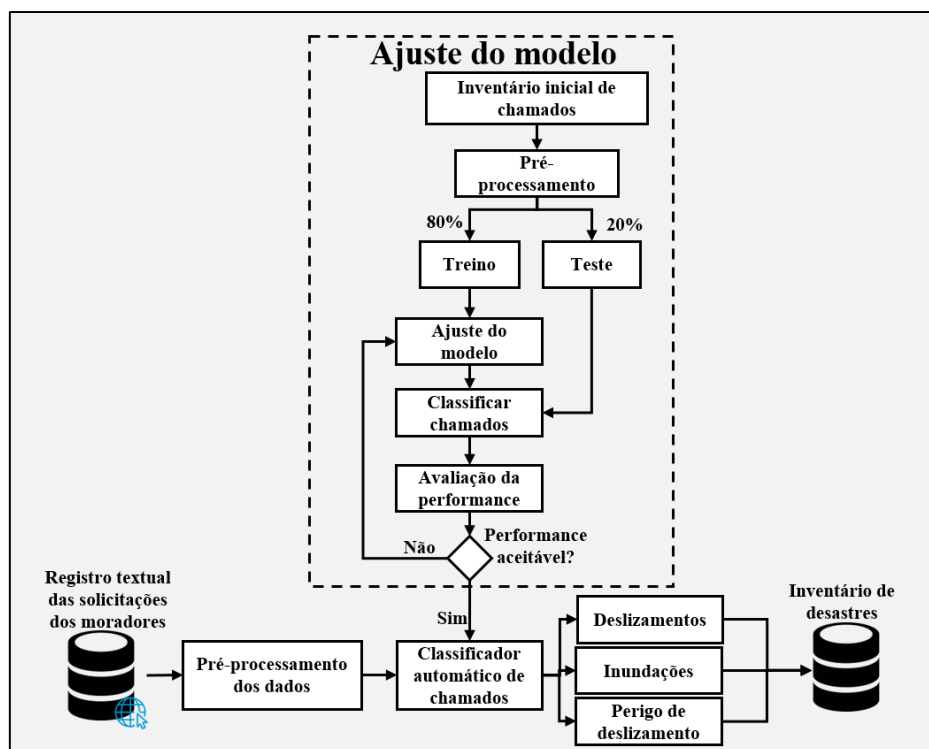 Ajuste do modelo
Inventário inicial de
chamados
Pré-
processamento
80%
20%
Treino
Teste
Ajuste do
modelo
Classificar
chamados
Avaliação da
performance
Não
Performance
aceitável?
Sim
Registro textual
das solicitações
dos moradores
Pré-processamento
dos dados
Classificador
automático de
chamados
Deslizamentos
Inundações
Perigo de
deslizamento
Inventário de
desastres